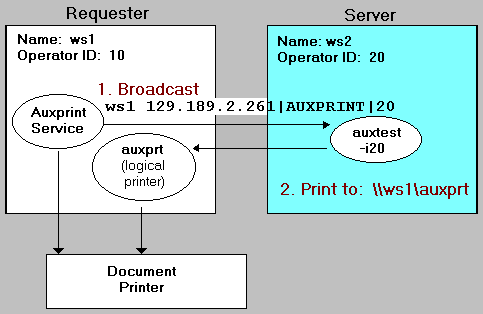 Requester
Server
Name: ws1
Operator ID: 10
Name: ws2
Operator ID: 20
1. Broadcast
ws1 129.189.2.261|AUXPRINT|20
Auxprint
Service
auxprt
(logical
printer)
auxtest
-i20
2. Print to: \\ws1\auxprt
Document
Printer